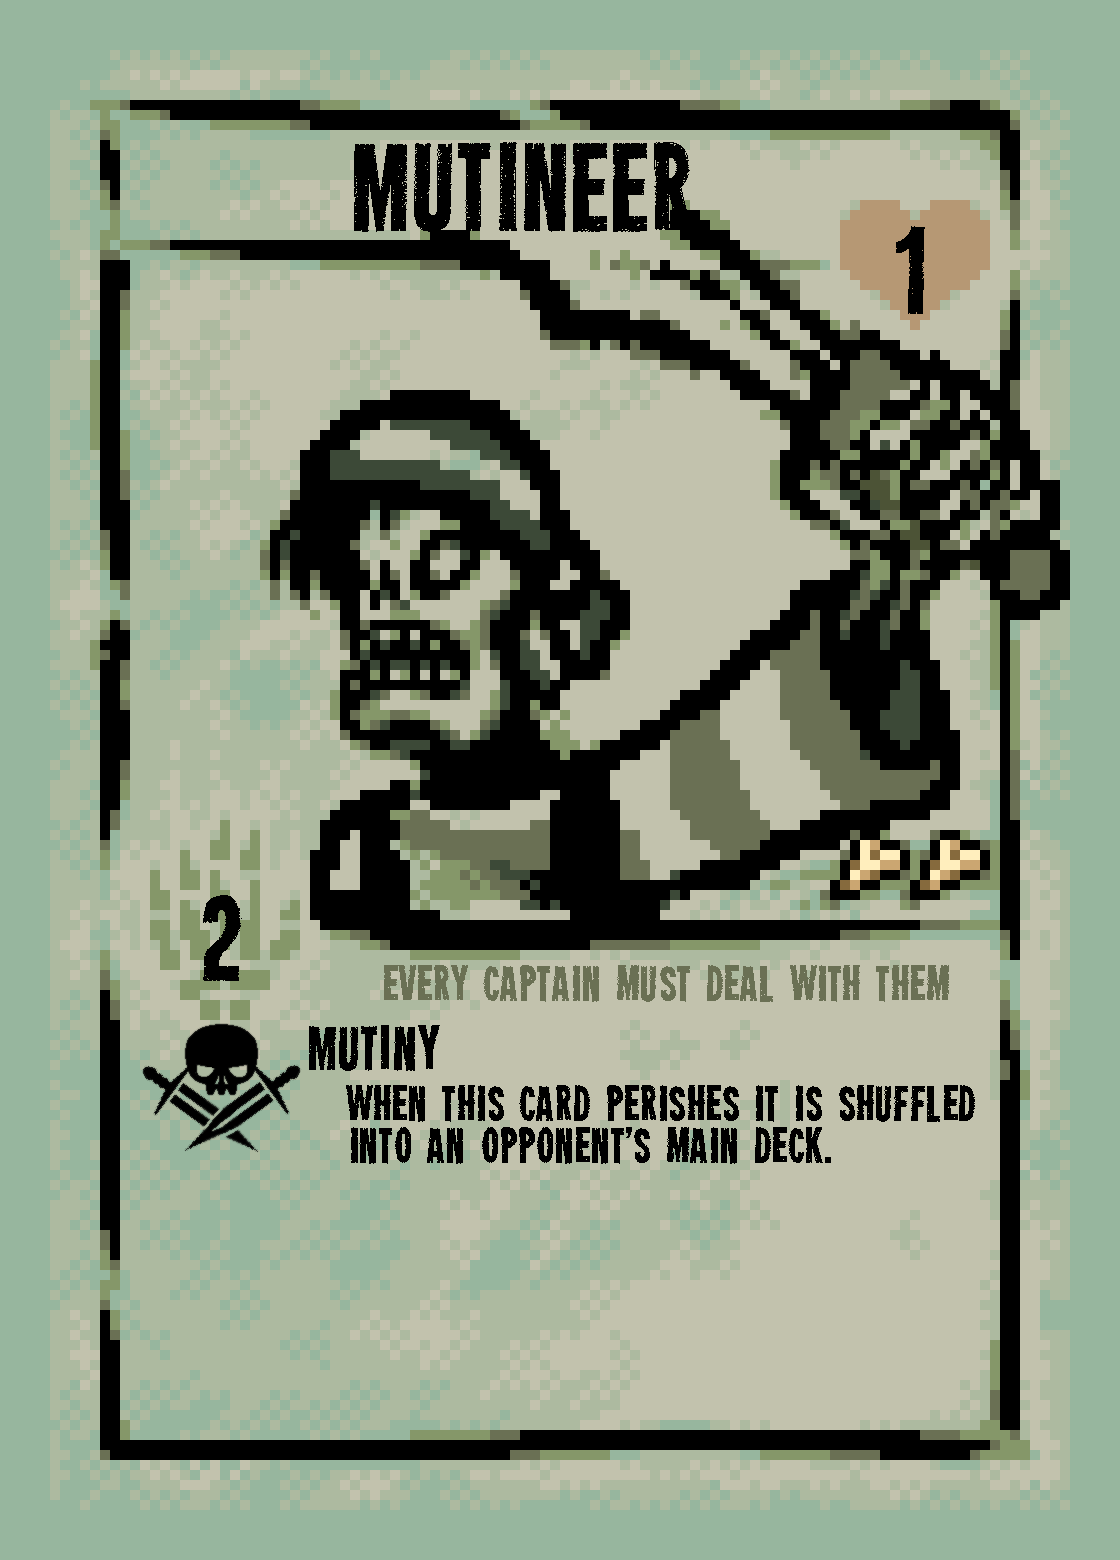 MUTINEER
1
2
EVERY CAPTAIN MUST DEAL WITH THEM
MUTINY
WHEN THIS CARD PERISHES IT IS SHUFFLED
INTO AN OPPONENT'S MAIN DECK.